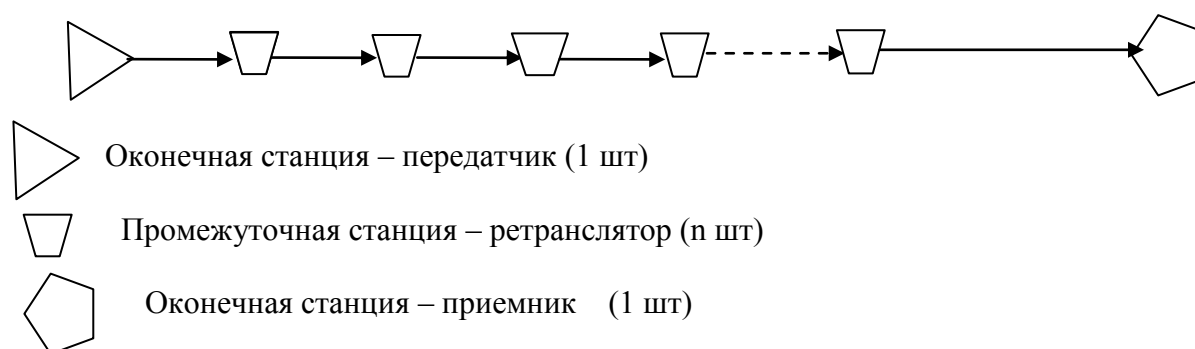 Оконечная станция – передатчик (1 шт)
Промежуточная станция – ретранслятор (n шт)
Оконечная станция – приемник (1 шт)